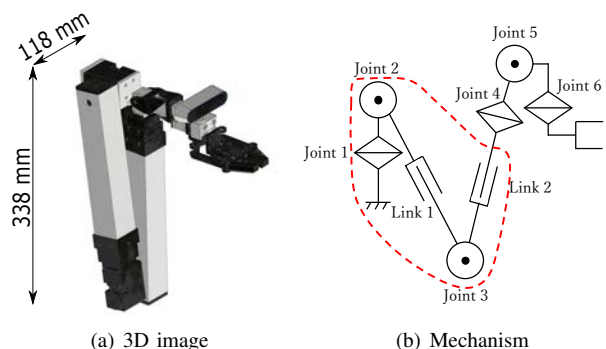 118 mm
338 mm
Joint 5
Joint 2
Joint 4
Joint 6
Joint 1
Link 2
Link 1
Joint 3
(a) 3D image
(b) Mechanism